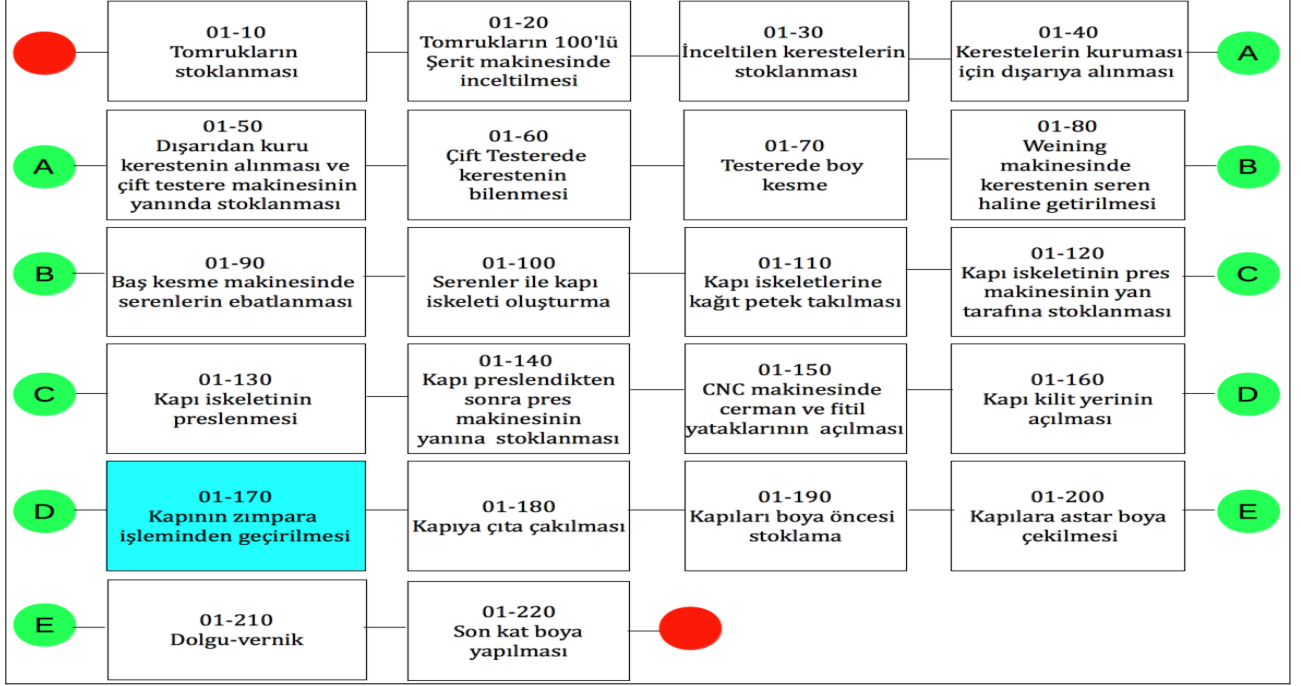 01-10
Tomrukların
stoklanması
01-20
Tomrukların 100'lü
Şerit makinesinde
inceltilmesi
01-30
İnceltilen kerestelerin
stoklanması
01-40
Kerestelerin kuruması
için dışarıya alınması
A
A
01-50
Dışarıdan kuru
kerestenin alınması ve
çift testere makinesinin
yanında stoklanması
01-60
Çift Testerede
kerestenin
bilenmesi
01-70
Testerede boy
kesme
01-80
Weining
makinesinde
kerestenin seren
haline getirilmesi
B
B
01-90
Baş kesme makinesinde
serenlerin ebatlanması
01-100
Serenler ile kapı
iskeleti oluşturma
01-110
Kapı iskeletlerine
kağıt petek takılması
01-120
Kapı iskeletinin pres
makinesinin yan
tarafına stoklanması
C
C
01-130
Kapı iskeletinin
preslenmesi
01-140
Kapı preslendikten
sonra pres
makinesinin
yanına stoklanması
01-150
CNC makinesinde
cerman ve fitil
yataklarının açılması
01-160
Kapı kilit yerinin
açılması
D
D
01-170
Kapının zımpara
işleminden geçirilmesi
01-180
Kapıya çıta çakılması
01-190
Kapıları boya öncesi
stoklama
01-200
Kapılara astar boya
çekilmesi
E
E
01-210
Dolgu-vernik
01-220
Son kat boya
yapılması